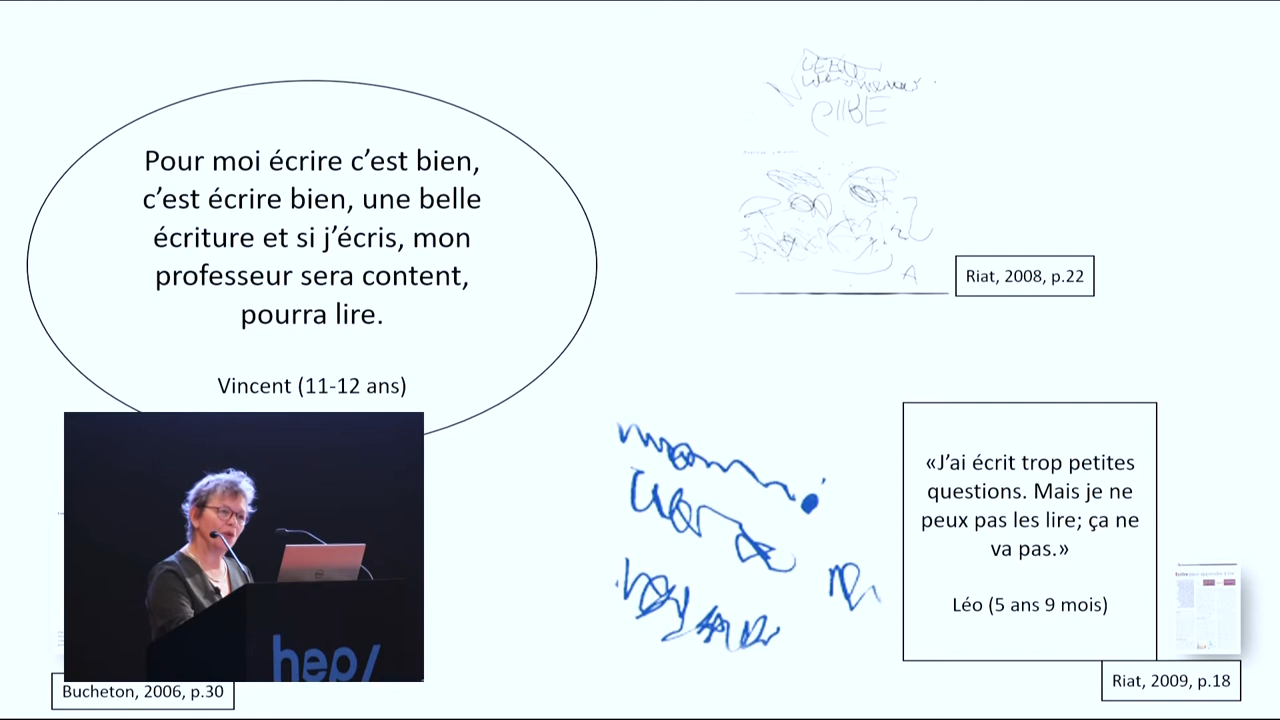 Pour moi écrire c’est bien,
c’est écrire bien, une belle
écriture et si j’écris, mon
professeur sera content,
pourra lire.
Vincent (11-12 ans)
Riat, 2008, p.22
«J’ai écrit trop petites
questions. Mais je ne
peux pas les lire; ça ne
va pas.»
Léo (5 ans 9 mois)
Riat, 2009, p.18
hep/
Bucheton, 2006, p.30